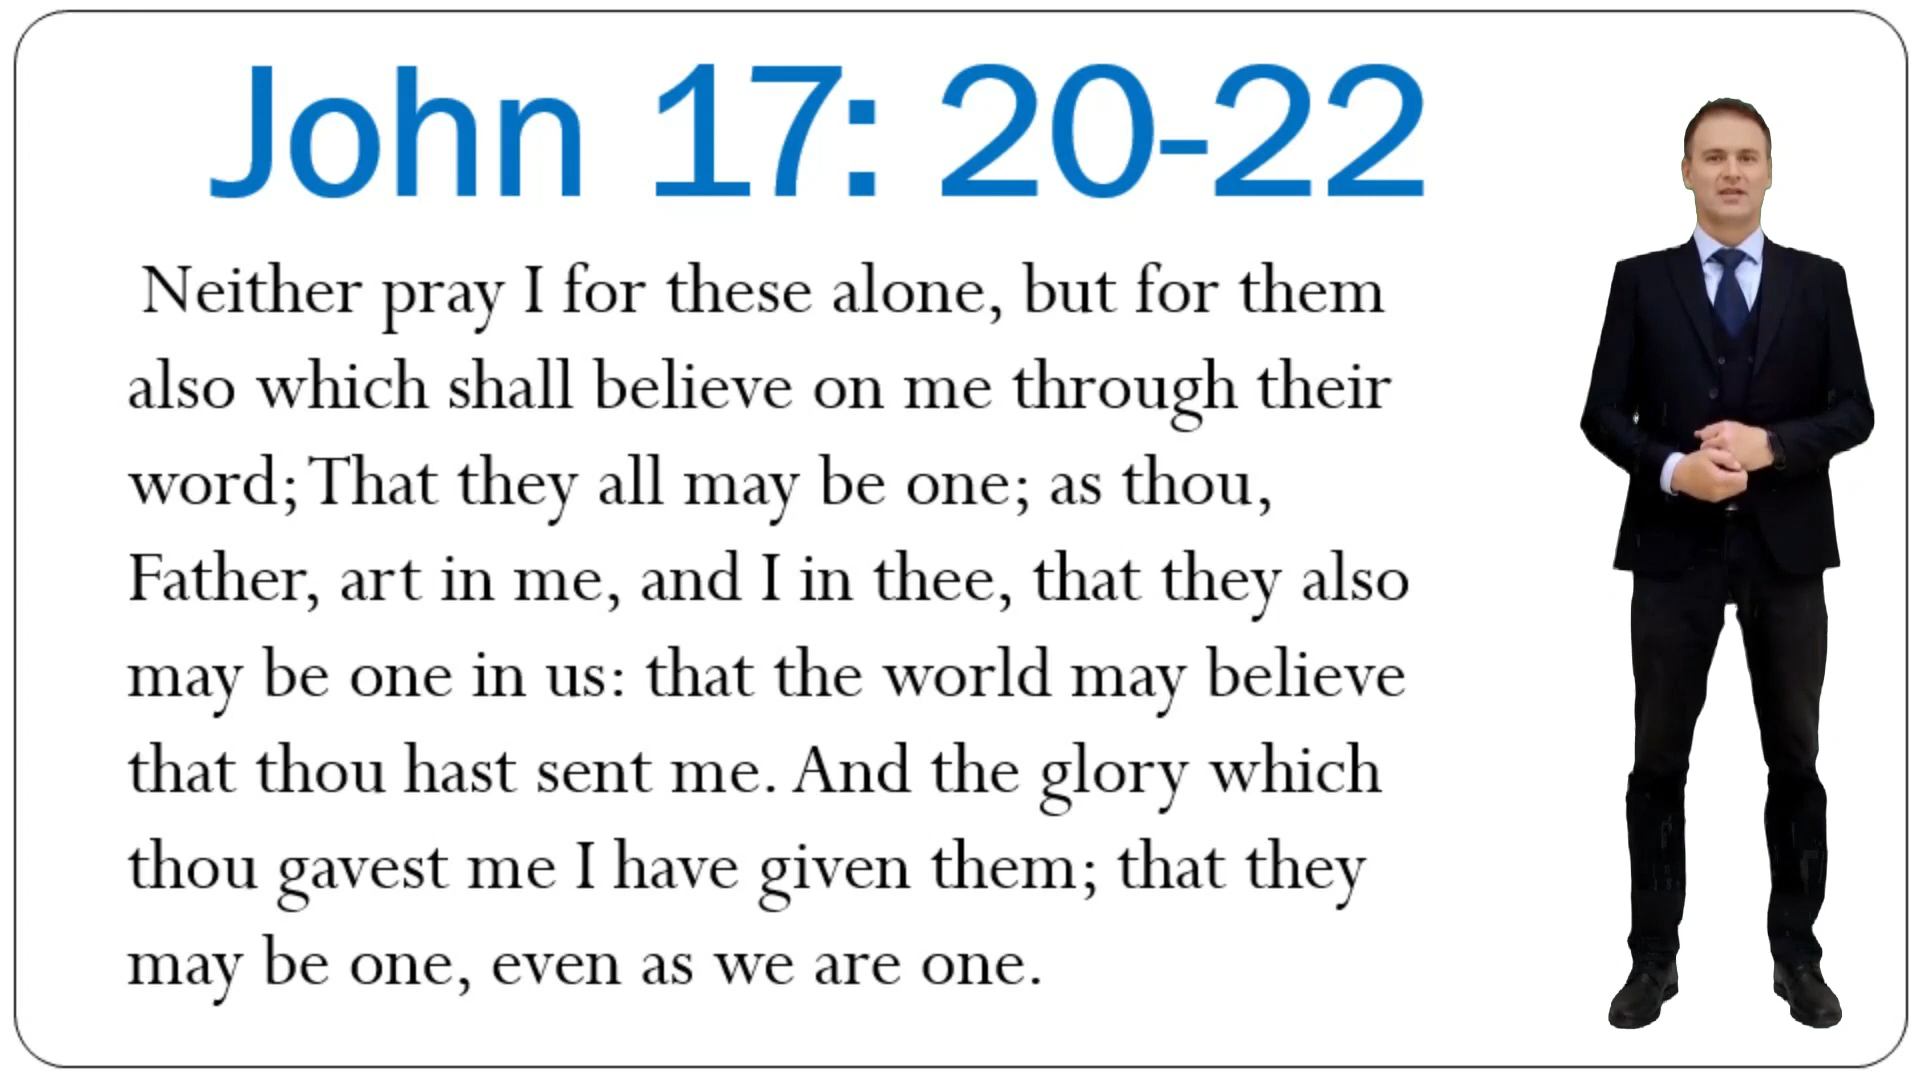 John 17: 20-22
Neither pray I for these alone, but for them
also which shall believe on me through their
word; That they all may be one; as thou,
Father, art in me, and I in thee, that they also
may be one in us: that the world may believe
that thou hast sent me. And the glory which
thou gavest me I have given them; that they
may be one, even as we are one.